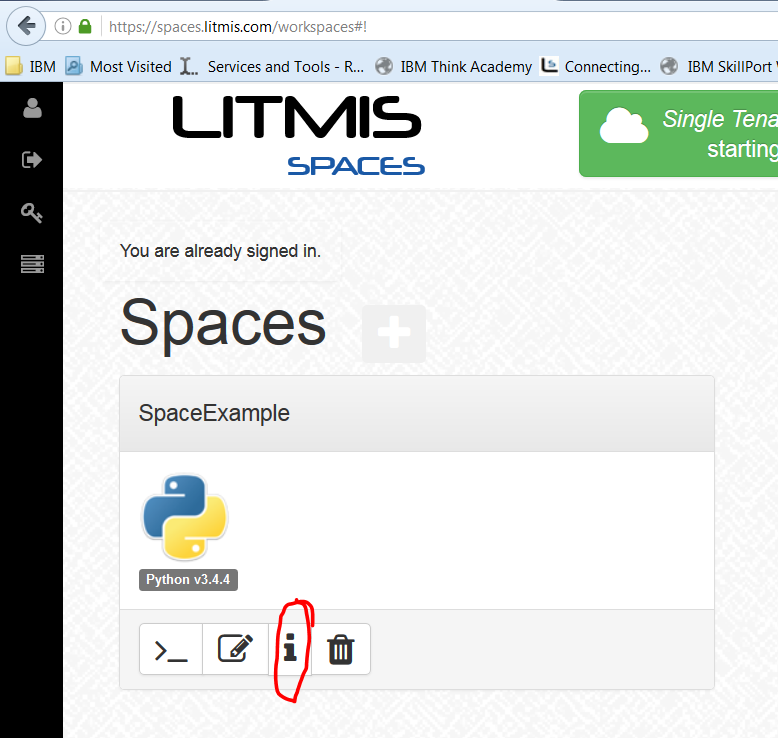 https://spaces.litmis.com/workspaces#!
IBM Most Visited Services and Tools - R... IBM Think Academy Connecting... IBM SkillPort
LITMIS
SPACES
Single Tena
starting
You are already signed in.
Spaces
SpaceExample
Python v3.4.4